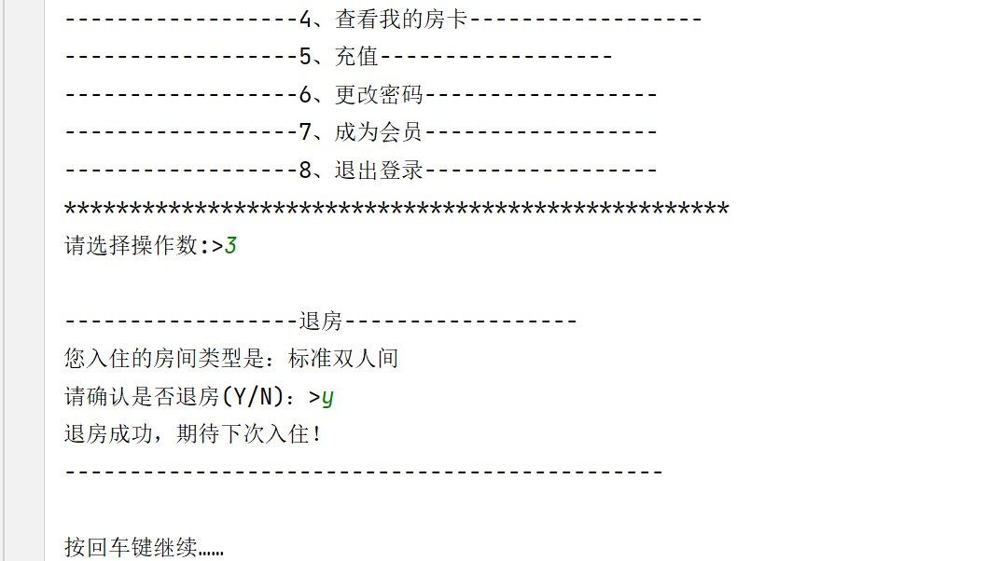 ------------------4、查看我的房卡------------------
------------------5、充值------------------
------------------6、更改密码------------------
------------------7、成为会员------------------
------------------8、退出登录------------------
***************************************************
请选择操作数:>3
------------------退房------------------
您入住的房间类型是：标准双人间
请确认是否退房(Y/N)：>y
退房成功，期待下次入住！
----------------------------------------------
按回车键继续……